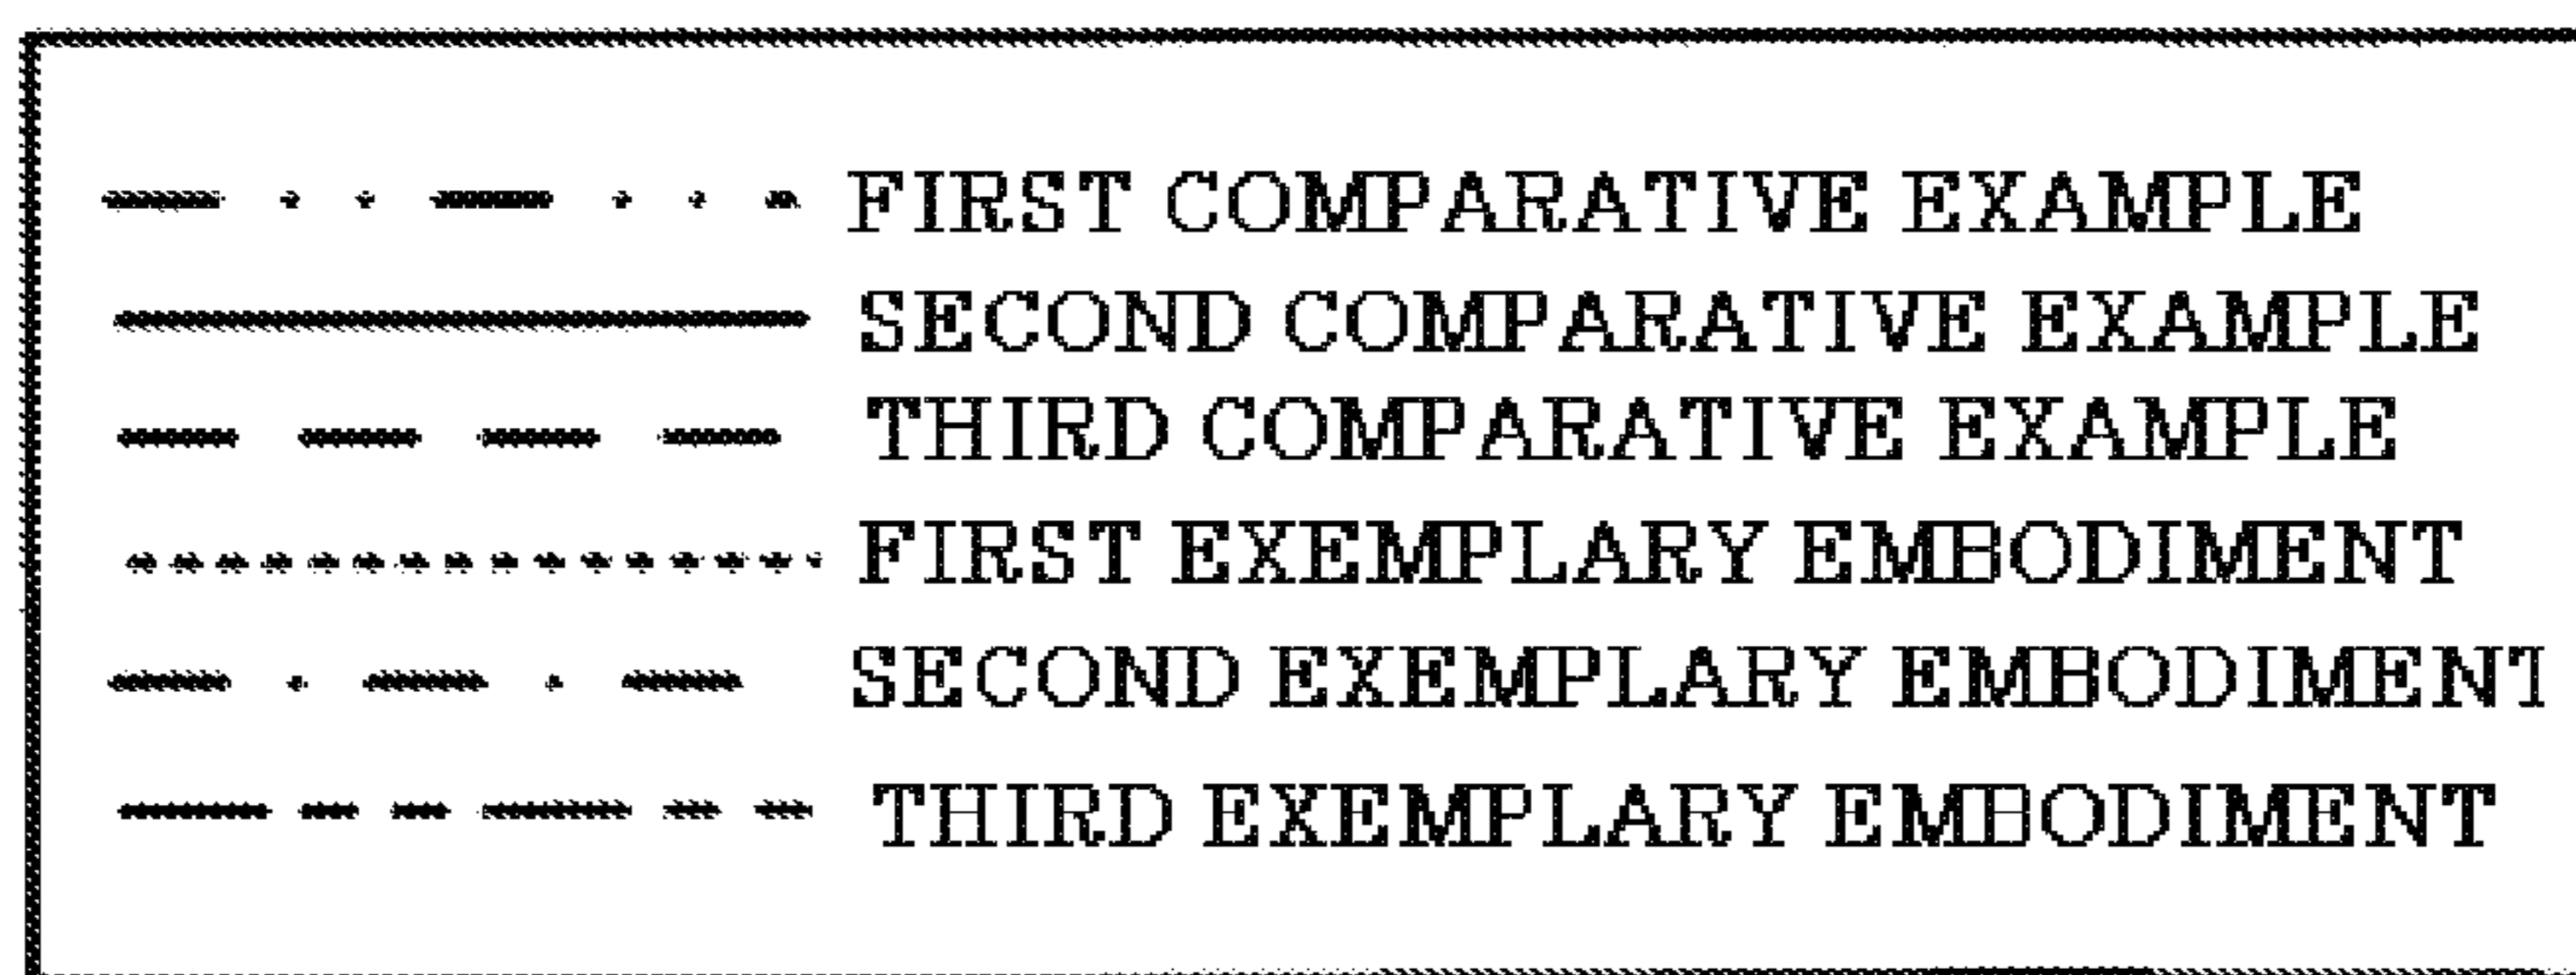 FIRST COMPARATIVE EXAMPLE
SECOND COMPARATIVE EXAMPLE
THIRD COMPARATIVE EXAMPLE
FIRST EXEMPLARY EMBODIMENT
SECOND EXEMPLARY EMBODIMENT
THIRD EXEMPLARY EMBODIMENT